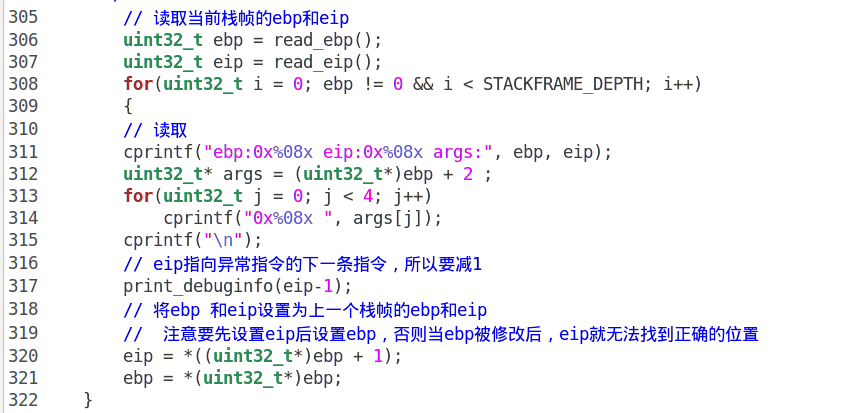 305 // 读取当前栈帧的ebp和eip
306 uint32_t ebp = read_ebp();
307 uint32_t eip = read_eip();
308 for(uint32_t i = 0; ebp != 0 && i < STACKFRAME_DEPTH; i++)
309 {
310 // 读取
311 cprintf("ebp:0x%08x eip:0x%08x args:", ebp, eip);
312 uint32_t* args = (uint32_t*)ebp + 2 ;
313 for(uint32_t j = 0; j < 4; j++)
314 cprintf("0x%08x ", args[j]);
315 cprintf("\n");
316 // eip指向异常指令的下一条指令，所以要减1
317 print_debuginfo(eip-1);
318 // 将ebp 和eip设置为上一个栈帧的ebp和eip
319 //  注意要先设置eip后设置ebp，否则当ebp被修改后，eip就无法找到正确的位置
320 eip = *((uint32_t*)ebp + 1);
321 ebp = *(uint32_t*)ebp;
322 }